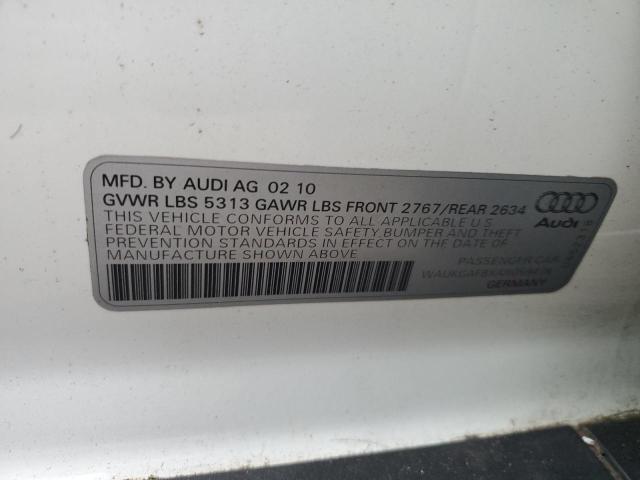 MFD. BY AUDI AG 02 10
GVWR LBS 5313 GAWR LBS FRONT 2767/REAR 2634
THIS VEHICLE CONFORMS TO ALL APPLICABLE U S
FEDERAL MOTOR VEHICLE SAFETY, BUMPER AND THEFT
PREVENTION STANDARDS IN EFFECT ON THE DATE OF
MANUFACTURE SHOWN ABOVE
Audi
PASSENGER CAR
GERMANY